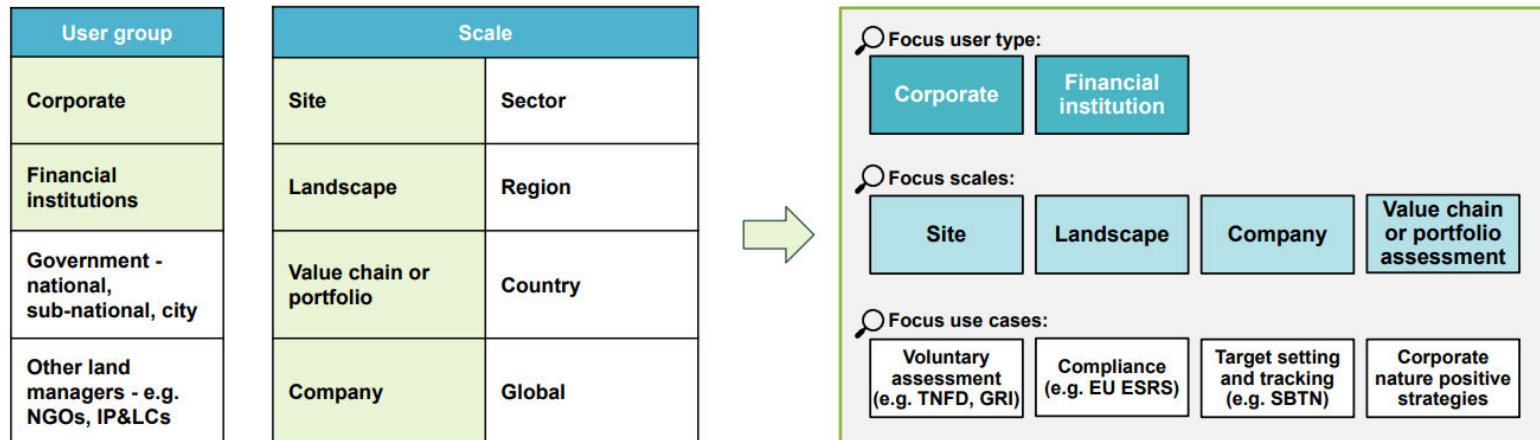 User group
Corporate
Financial
institutions
Government -
national,
sub-national, city
Other land
managers - e.g.
NGOs, IP&LCs
Scale
Site
Sector
Landscape
Region
Value chain or
portfolio
Country
Company
Global
Focus user type:
Corporate
Financial
institution
Focus scales:
Site
Landscape
Company
Value chain
or portfolio
assessment
Focus use cases:
Voluntary
assessment
(e.g. TNFD, GRI)
Compliance
(e.g. EU ESRS)
Target setting
and tracking
(e.g. SBTN)
Corporate
nature positive
strategies